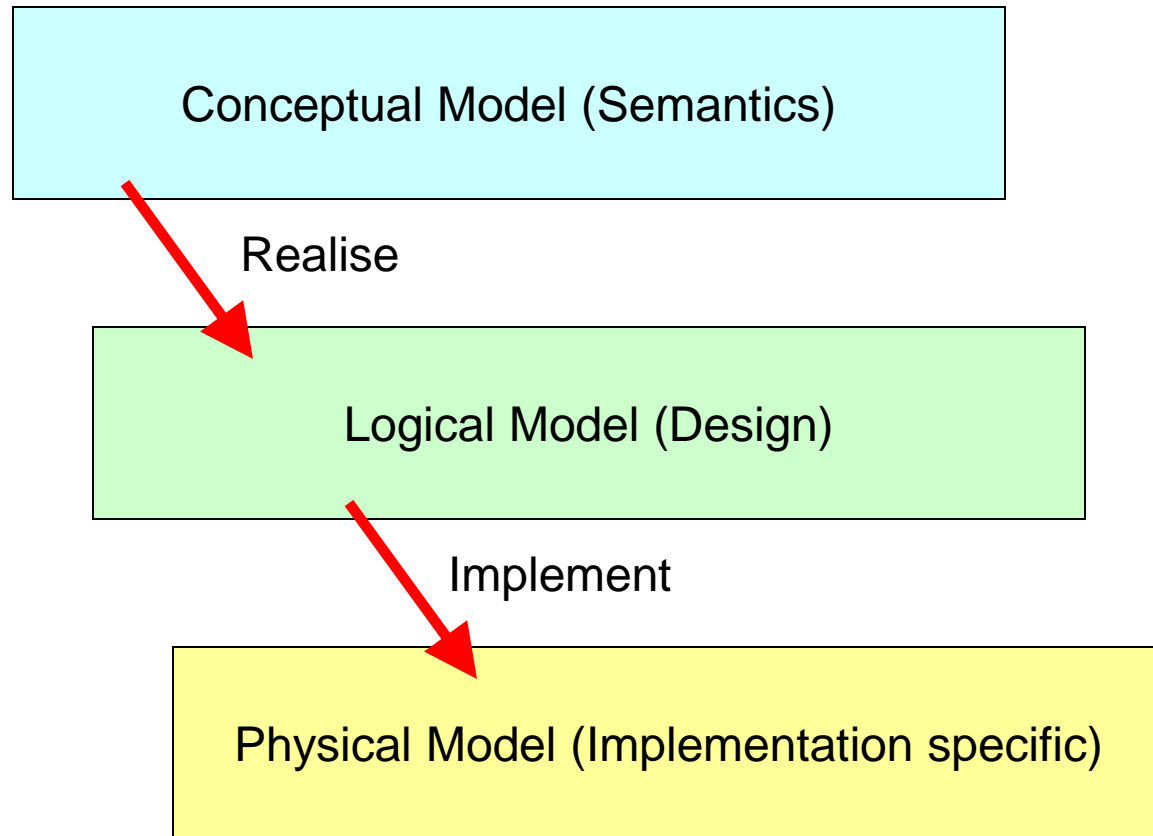 Conceptual Model (Semantics)
Realise
Logical Model (Design)
Implement
Physical Model (Implementation specific)